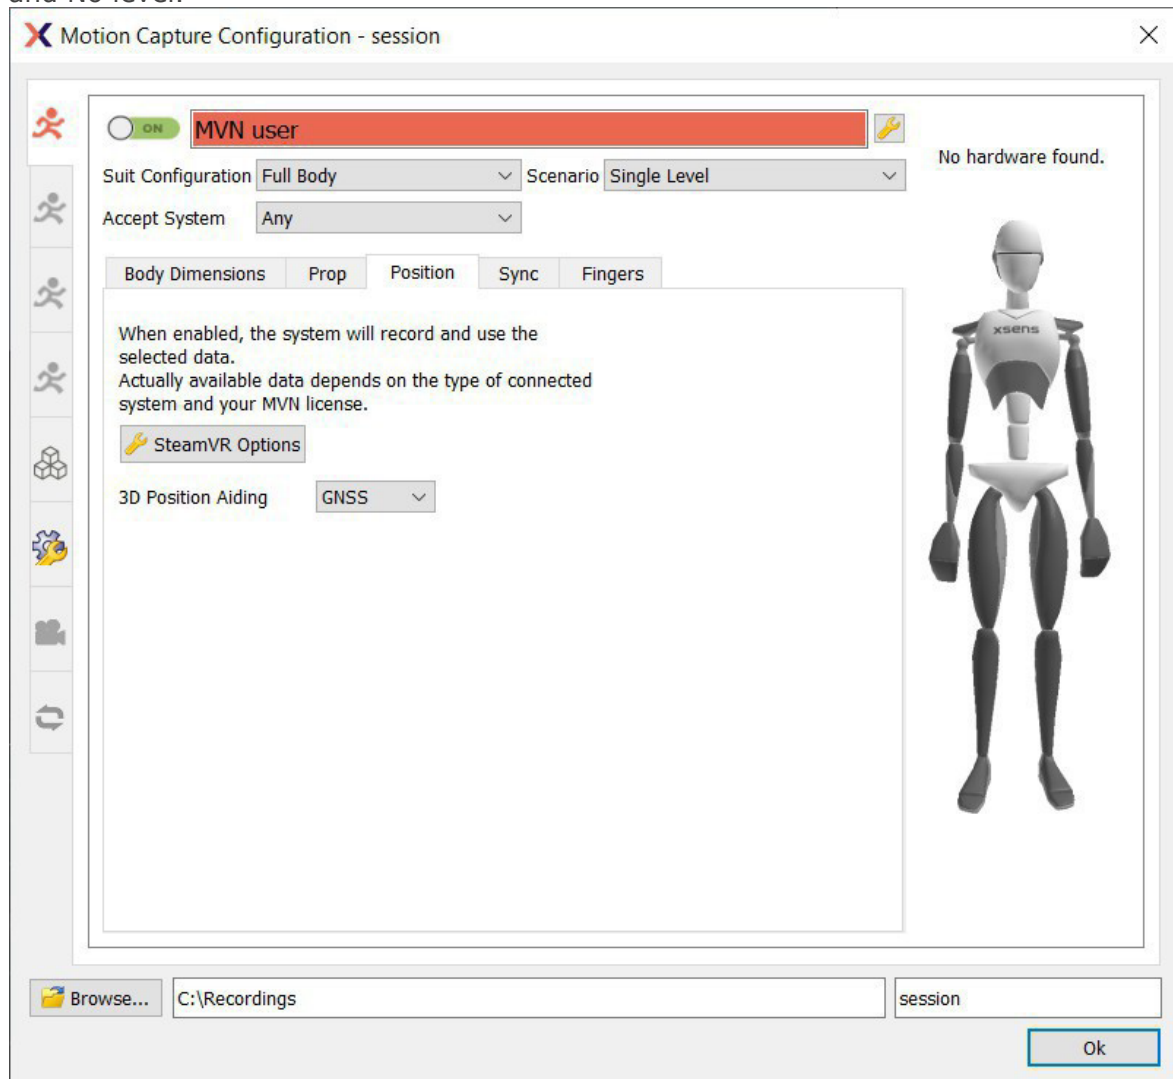 and No level.
Motion Capture Configuration - session
ON
MVN user
No hardware found.
Suit Configuration Full Body Scenario Single Level
Accept System Any
Body Dimensions Prop Position Sync Fingers
When enabled, the system will record and use the
selected data.
Actually available data depends on the type of connected
system and your MVN license.
SteamVR Options
3D Position Aiding GNSS
xsens
Browse... C:\Recordings session
Ok